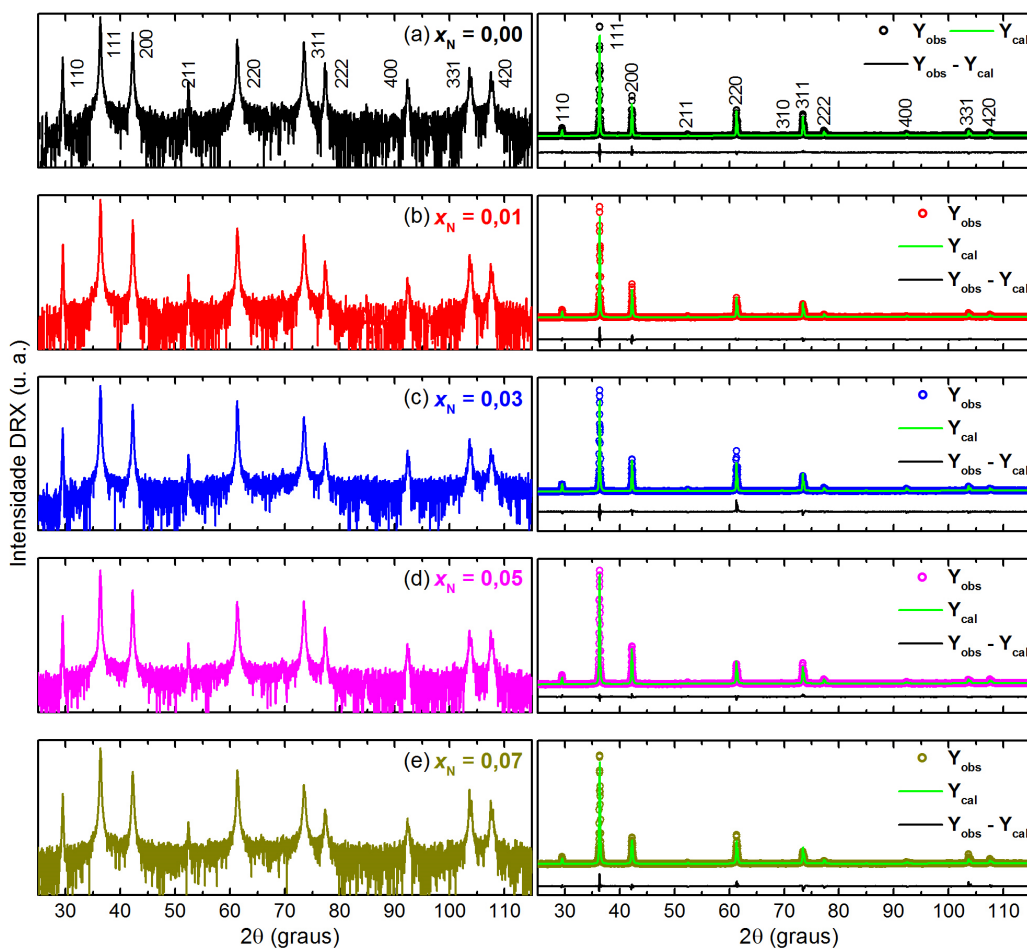 Intensidade DRX (u. a.)
(a) x_N = 0,00
110
111
200
211
220
311
222
400
331
420
Y_obs Y_cal
Y_obs - Y_cal
110
111
200
211
220
310
311
222
400
331
420
(b) x_N = 0,01
Y_obs
Y_cal
Y_obs - Y_cal
(c) x_N = 0,03
Y_obs
Y_cal
Y_obs - Y_cal
(d) x_N = 0,05
Y_obs
Y_cal
Y_obs - Y_cal
(e) x_N = 0,07
Y_obs
Y_cal
Y_obs - Y_cal
30 40 50 60 70 80 90 100 110
30 40 50 60 70 80 90 100 110
2θ (graus)
2θ (graus)